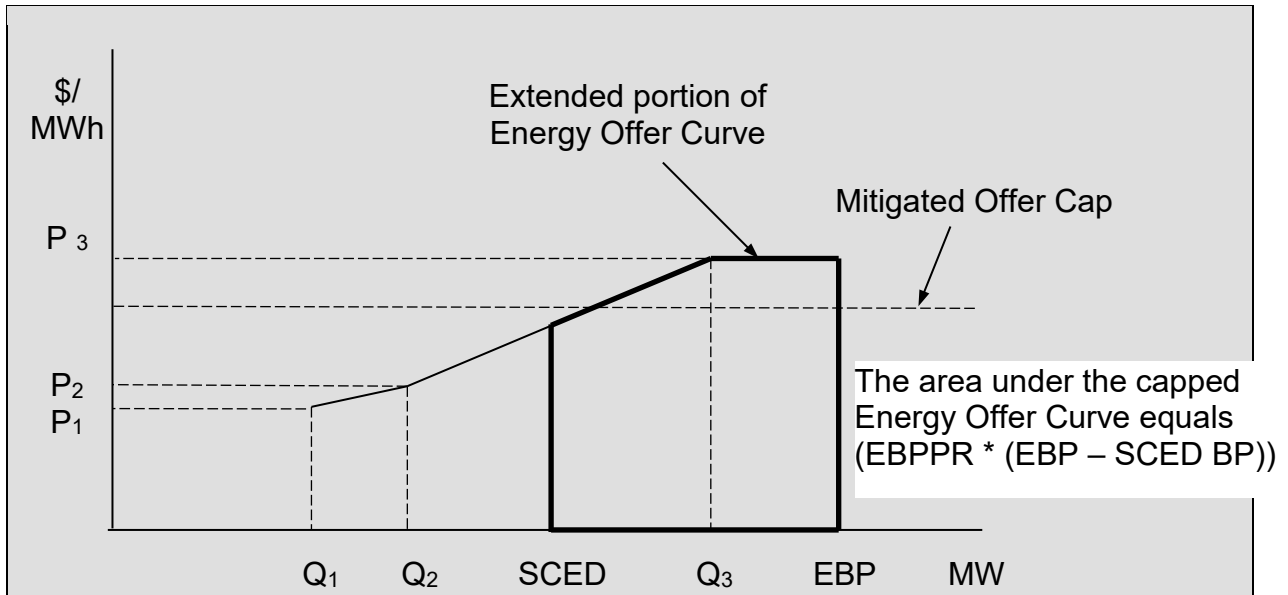 $/
MWh
Extended portion of
Energy Offer Curve
Mitigated Offer Cap
P 3
P2
P1
The area under the capped
Energy Offer Curve equals
(EBPPR * (EBP – SCED BP))
Q1 Q2 SCED Q3 EBP MW